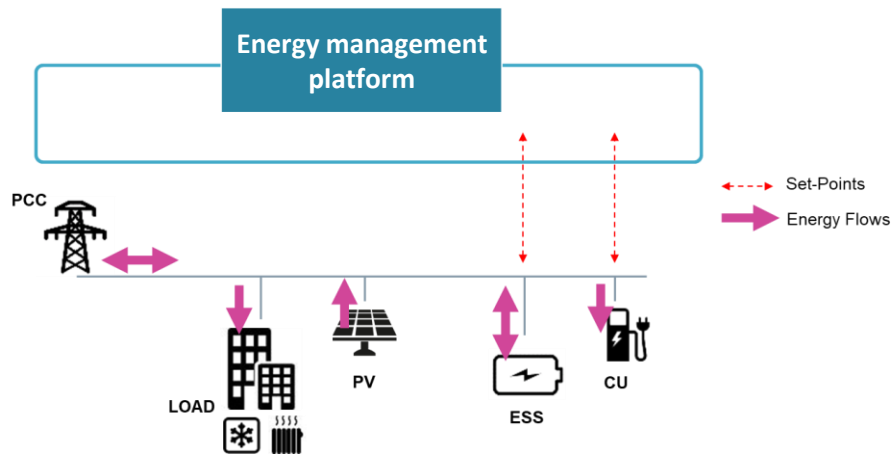 Energy management
platform
PCC
Set-Points
Energy Flows
LOAD
PV
ESS
CU